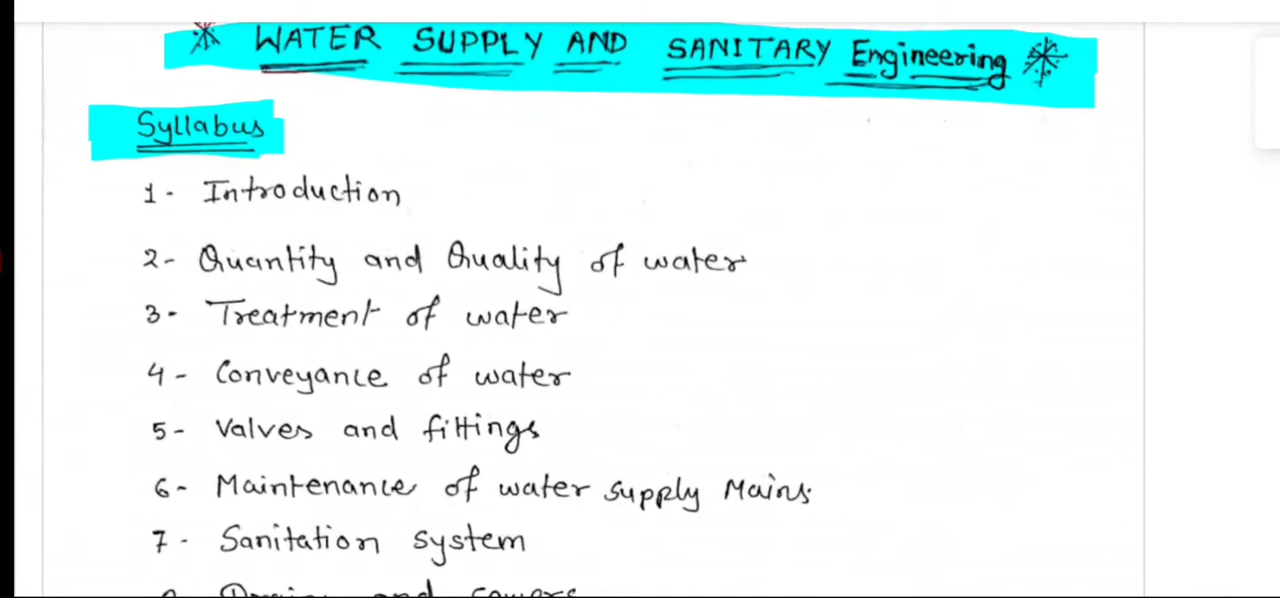 WATER SUPPLY AND SANITARY Engineering
Syllabus
1- Introduction
2- Quantity and Quality of water
3- Treatment of water
4- Conveyance of water
5- Valves and fittings
6- Maintenance of water supply Mains
7- Sanitation system